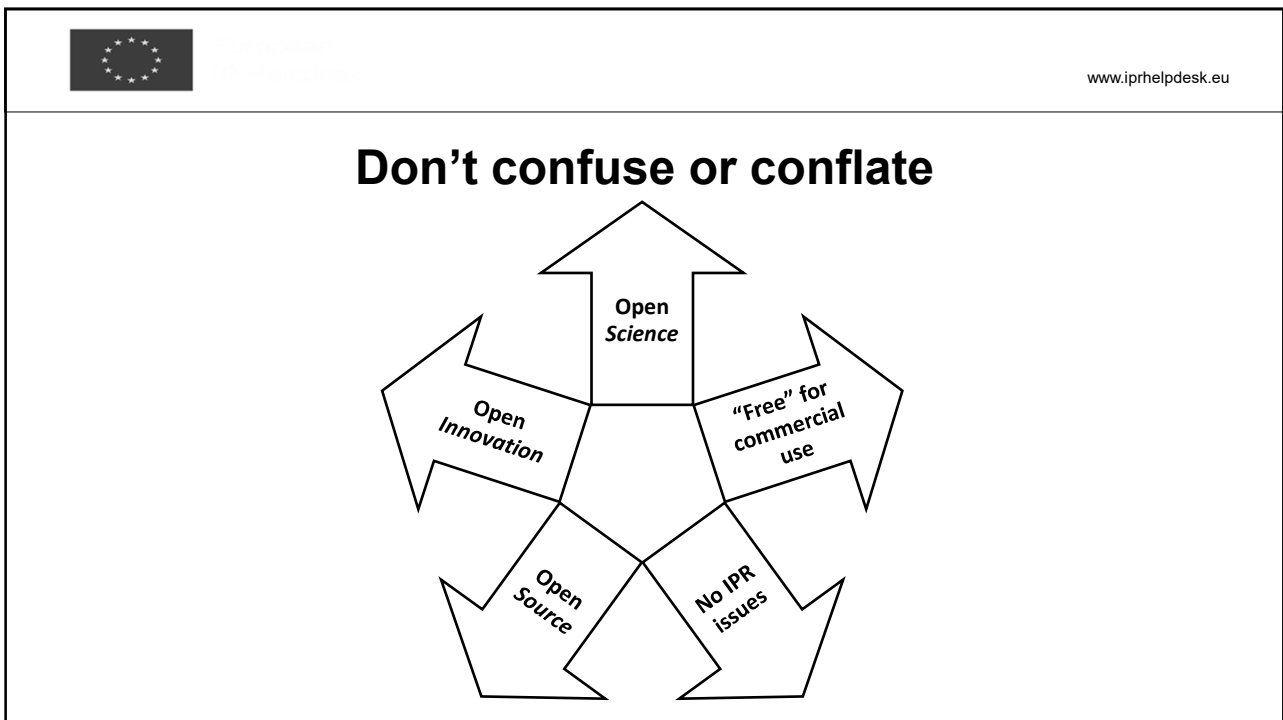 www.iprhelpdesk.eu
Don’t confuse or conflate
Open
Science
“Free” for
commercial
use
No IPR
issues
Open
Source
Open
Innovation